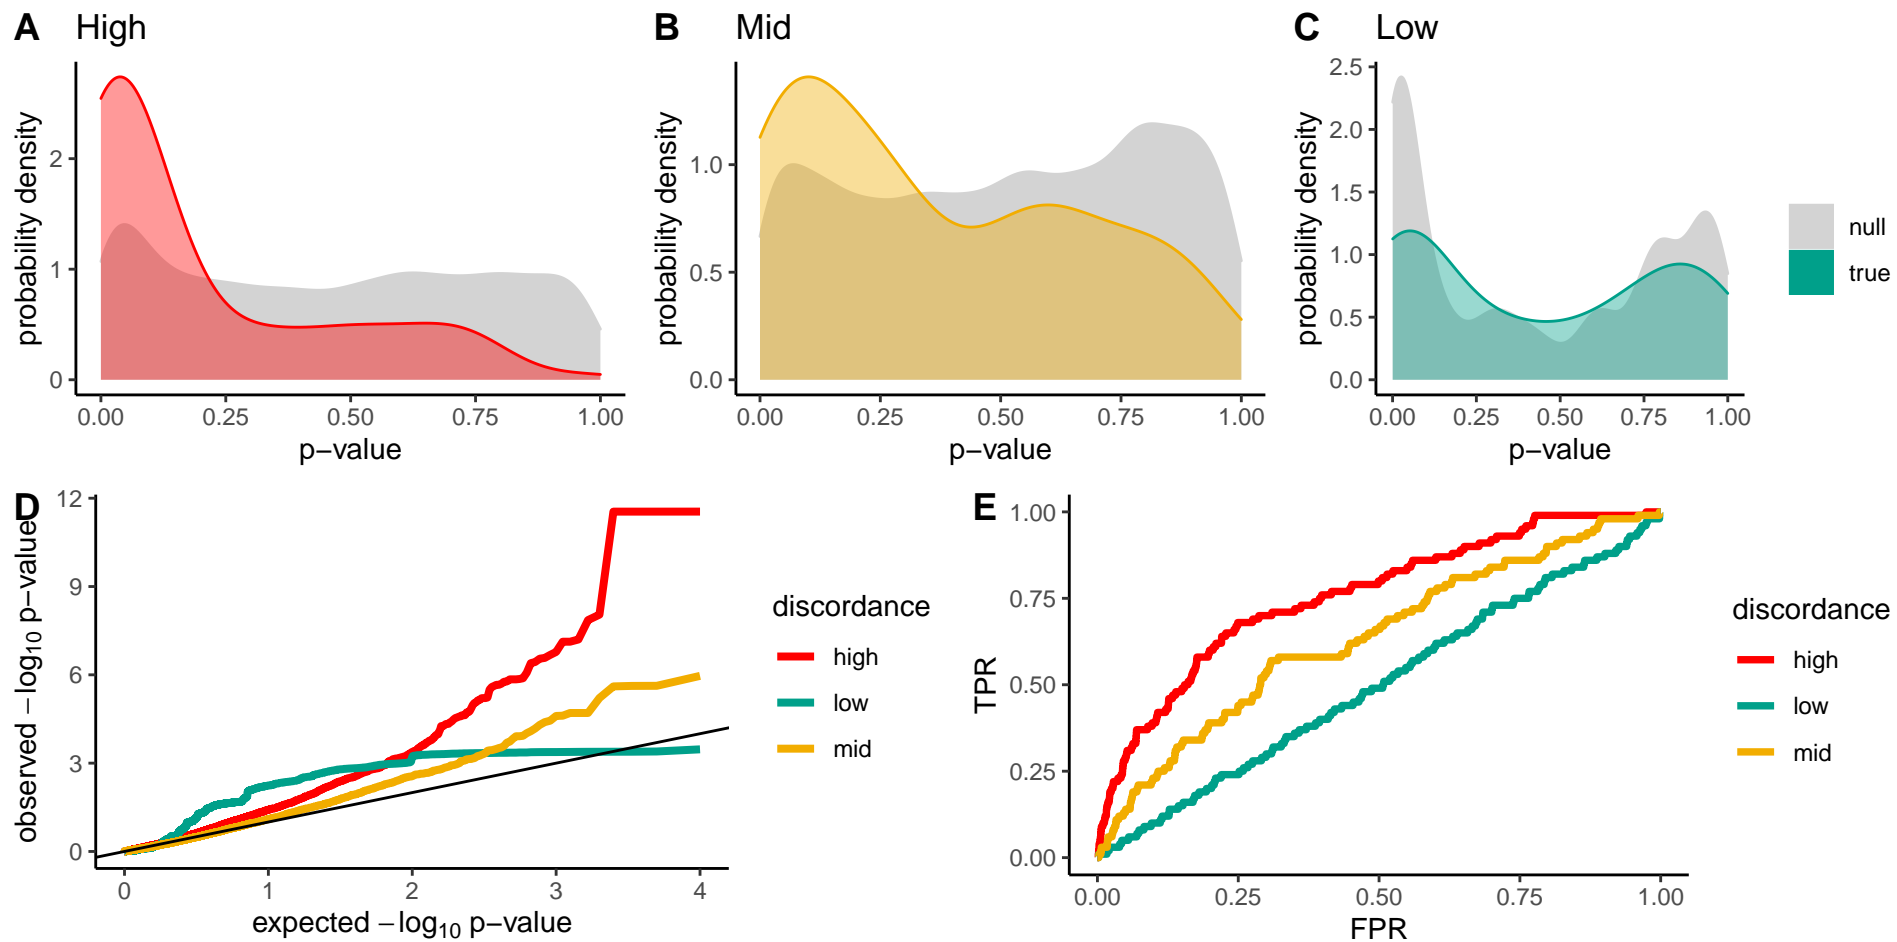 A High
probability density
2
1
0
0.00 0.25 0.50 0.75 1.00
p−value
B Mid
probability density
1.0
0.5
0.0
0.00 0.25 0.50 0.75 1.00
p−value
C Low
probability density
2.5
2.0
1.5
1.0
0.5
0.0
0.00 0.25 0.50 0.75 1.00
p−value
null
true
D
observed −log10 p−value
12
9
6
3
0
0 1 2 3 4
expected −log10 p−value
discordance
high
low
mid
E
TPR
1.00
0.75
0.50
0.25
0.00
0.00 0.25 0.50 0.75 1.00
FPR
discordance
high
low
mid